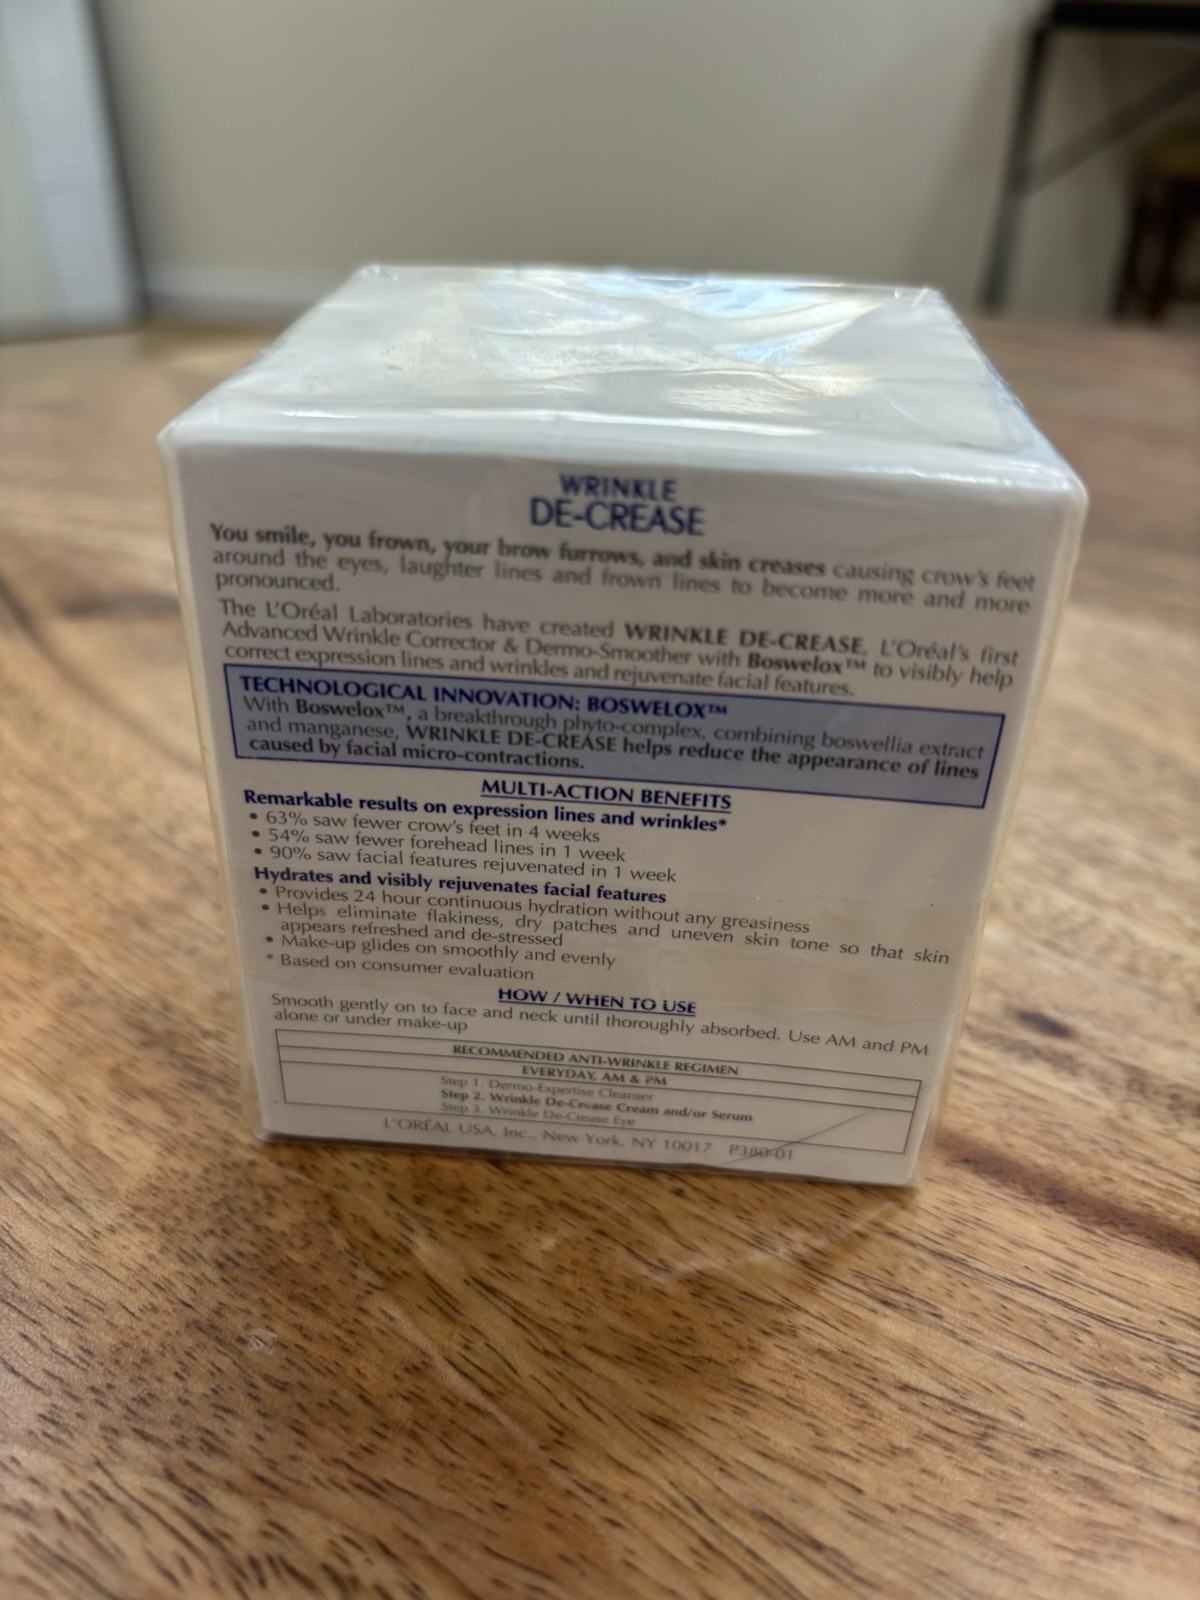 WRINKLE
DE-CREASE
You smile, you frown, your brow furrows, and skin creases causing crow's feet
around the eyes, laughter lines and frown lines to become more and more
pronounced.
The L'Oréal Laboratories have created WRINKLE DE-CREASE, L'Oréal's first
Advanced Wrinkle Corrector & Dermo-Smoother with Boswelox™ to visibly help
correct expression lines and wrinkles and rejuvenate facial features.
TECHNOLOGICAL INNOVATION: BOSWELOX™
With Boswelox™, a breakthrough phyto-complex, combining boswellia extract
and manganese, WRINKLE DE-CREASE helps reduce the appearance of lines
caused by facial micro-contractions.
MULTI-ACTION BENEFITS
Remarkable results on expression lines and wrinkles*
• 63% saw fewer crow's feet in 4 weeks
• 54% saw fewer forehead lines in 1 week
• 90% saw facial features rejuvenated in 1 week
Hydrates and visibly rejuvenates facial features
• Provides 24 hour continuous hydration without any greasiness
• Helps eliminate flakiness, dry patches and uneven skin tone so that skin
appears refreshed and de-stressed
• Make-up glides on smoothly and evenly
* Based on consumer evaluation
HOW / WHEN TO USE
Smooth gently on to face and neck until thoroughly absorbed. Use AM and PM
alone or under make-up
RECOMMENDED ANTI-WRINKLE REGIMEN
EVERYDAY, AM & PM
Step 1. Dermo-Expertise Cleanser
Step 2. Wrinkle De-Crease Cream and/or Serum
Step 3. Wrinkle De-Crease Eye
L'ORÉAL USA, Inc., New York, NY 10017 P380-01